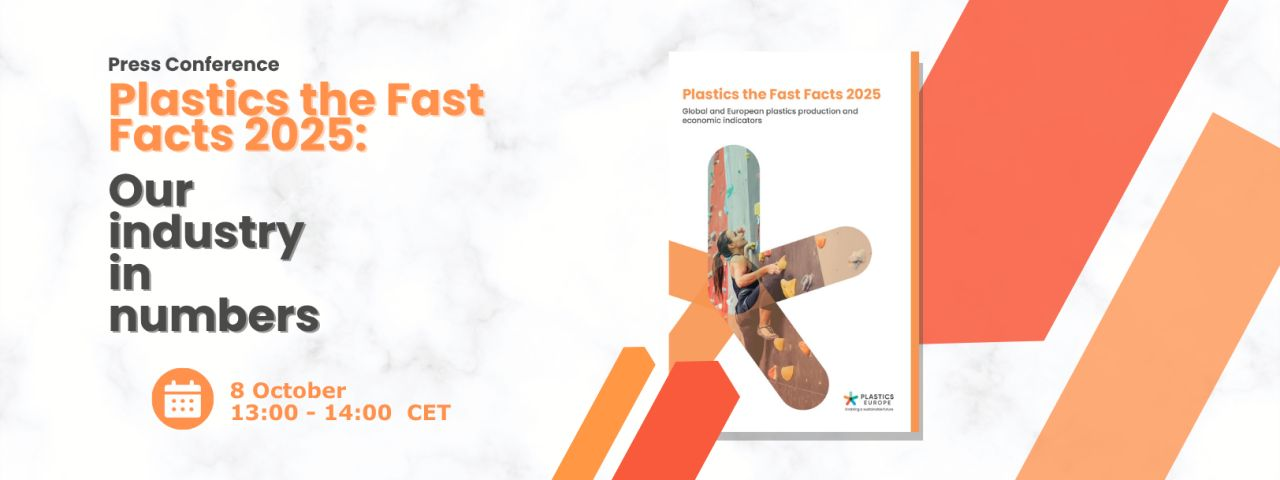 Press Conference
Plastics the Fast
Facts 2025:
Our
industry
in
numbers
8 October
13:00 - 14:00 CET
Plastics the Fast Facts 2025
Global and European plastics production and
economic indicators
PLASTICS
EUROPE